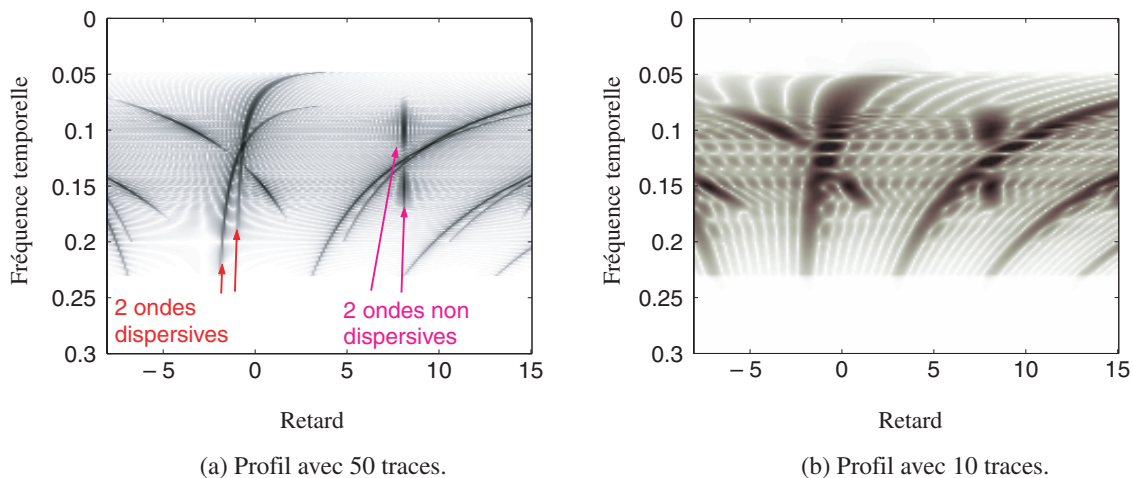 0
0.05
0.1
0.15
0.2
0.25
0.3
Fréquence temporelle
2 ondes
dispersives
2 ondes non
dispersives
– 5
0
5
10
15
Retard
(a) Profil avec 50 traces.
0
0.05
0.1
0.15
0.2
0.25
0.3
Fréquence temporelle
– 5
0
5
10
15
Retard
(b) Profil avec 10 traces.